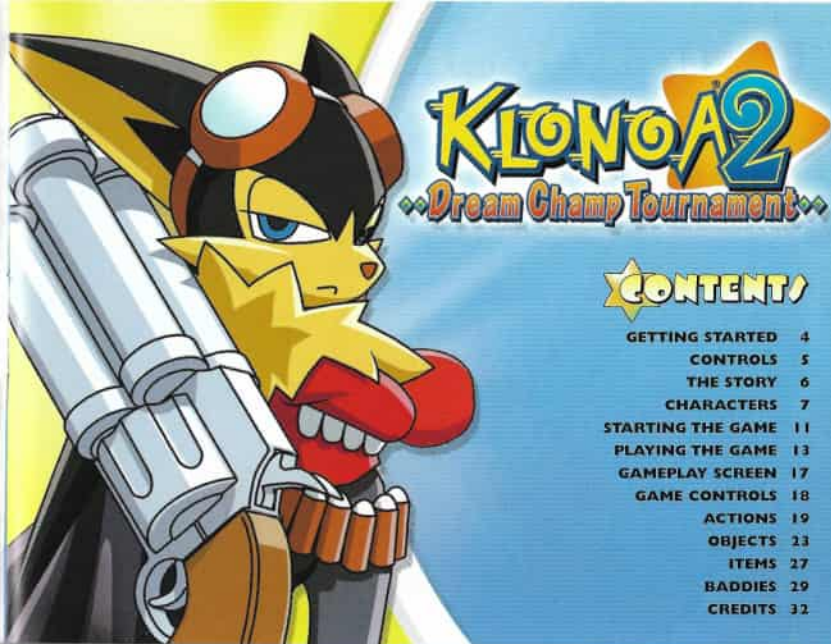 KLONOA 2
Dream Champ Tournament
CONTENTS
GETTING STARTED 4
CONTROLS 5
THE STORY 6
CHARACTERS 7
STARTING THE GAME 11
PLAYING THE GAME 13
GAMEPLAY SCREEN 17
GAME CONTROLS 18
ACTIONS 19
OBJECTS 23
ITEMS 27
BADDIES 29
CREDITS 32